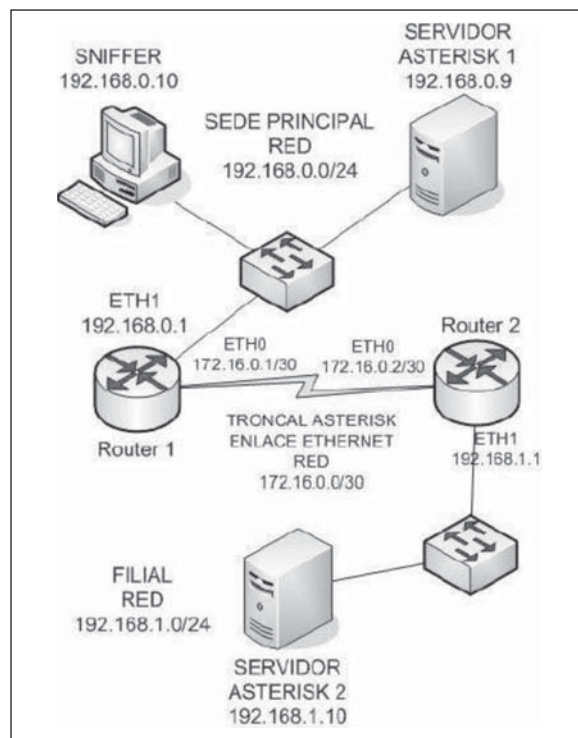 SNIFFER
192.168.0.10
SERVIDOR
ASTERISK 1
192.168.0.9
SEDE PRINCIPAL
RED
192.168.0.0/24
ETH1
192.168.0.1
Router 1
ETH0
172.16.0.1/30
ETH0
172.16.0.2/30
Router 2
TRONCAL ASTERISK
ENLACE ETHERNET
RED
172.16.0.0/30
ETH1
192.168.1.1
FILIAL
RED
192.168.1.0/24
SERVIDOR
ASTERISK 2
192.168.1.10